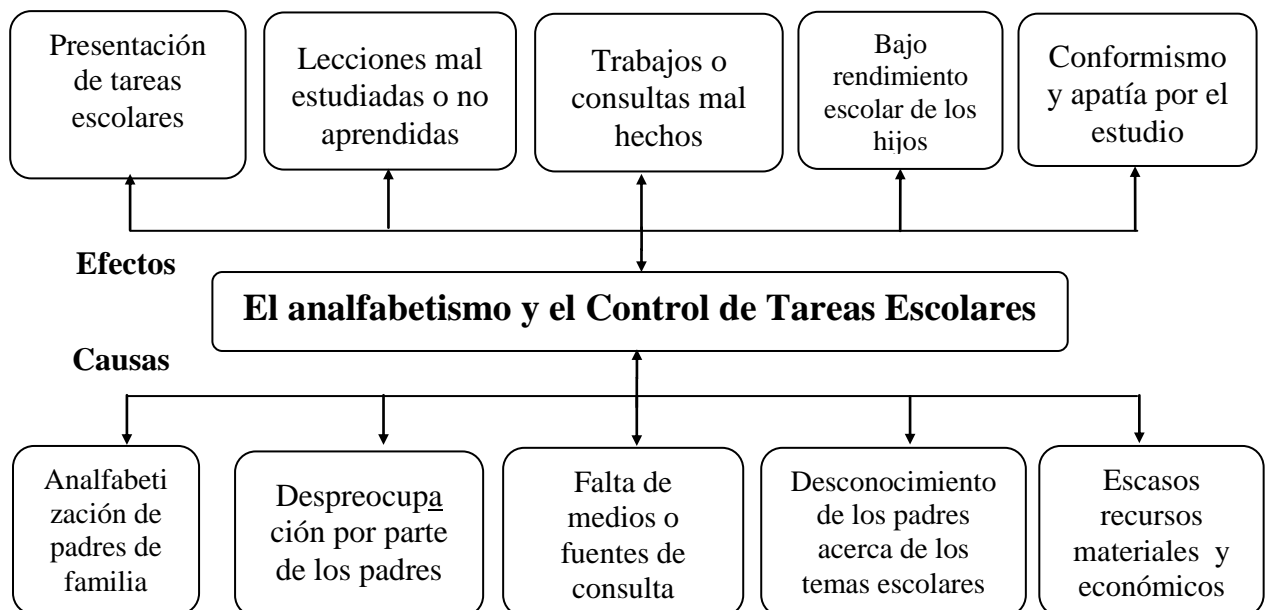 Presentación
de tareas
escolares
Lecciones mal
estudiadas o no
aprendidas
Trabajos o
consultas mal
hechos
Bajo
rendimiento
escolar de los
hijos
Conformismo
y apatía por el
estudio
Efectos
El analfabetismo y el Control de Tareas Escolares
Causas
Analfabeti
zación de
padres de
familia
Despreocupa
ción por parte
de los padres
Falta de
medios o
fuentes de
consulta
Desconocimiento
de los padres
acerca de los
temas escolares
Escasos
recursos
materiales y
económicos